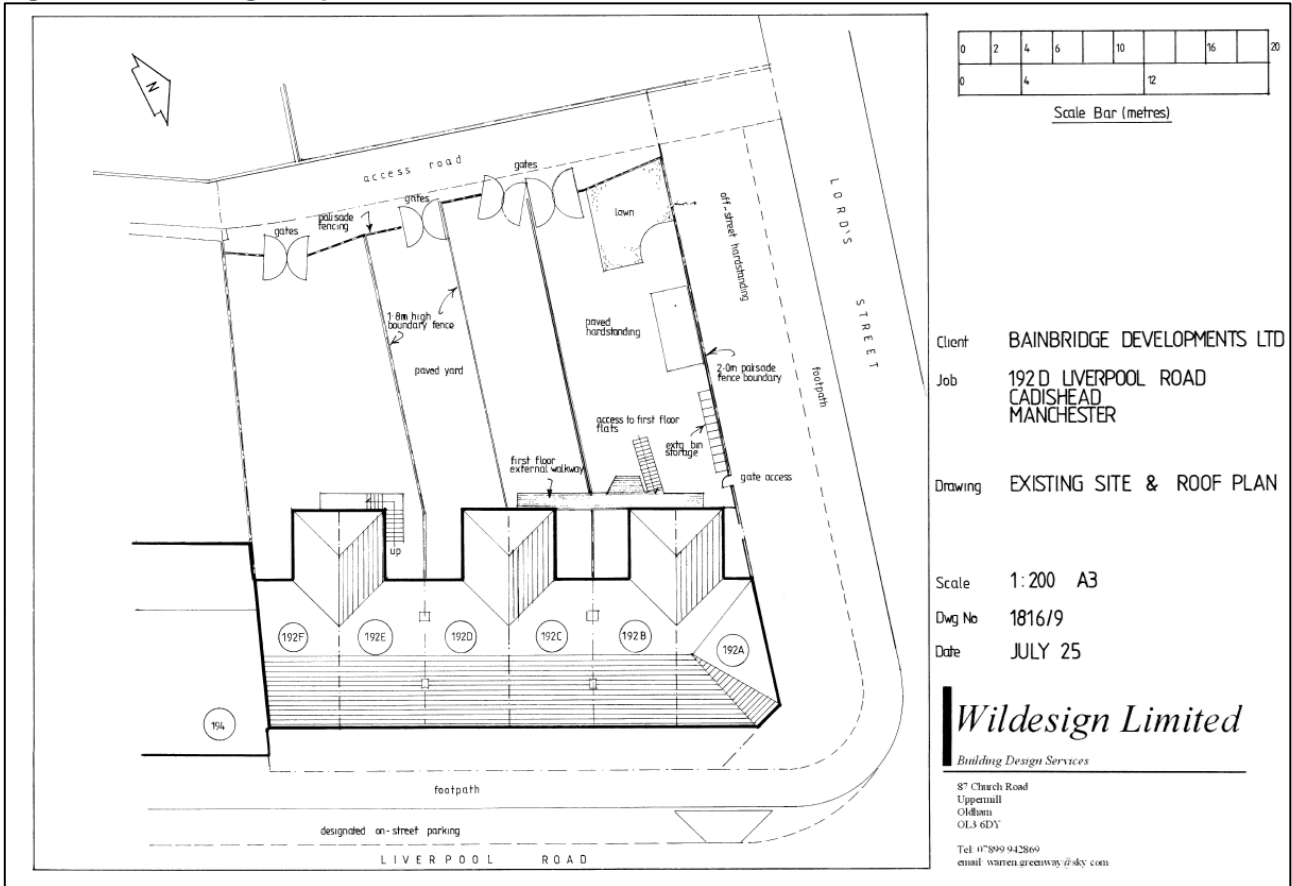 N
access road
gates
gates
gates
palisade
fencing
lawn
off-street hardstanding
LORD'S STREET
1·8m high
boundary fence
paved yard
paved
hardstanding
2·0m palisade
fence boundary
footpath
access to first floor
flats
extg bin
storage
first floor
external walkway
gate access
up
192F
192E
192D
192C
192B
192A
194
footpath
designated on-street parking
LIVERPOOL ROAD
0 2 4 6 10 16 20
0 4 12
Scale Bar (metres)
Client BAINBRIDGE DEVELOPMENTS LTD
Job 192D LIVERPOOL ROAD
CADISHEAD
MANCHESTER
Drawing EXISTING SITE & ROOF PLAN
Scale 1:200 A3
Dwg No 1816/9
Date JULY 25
Wildesign Limited
Building Design Services
87 Church Road
Uppermill
Oldham
OL3 6DY
Tel: 07899 942869
email: warren.greenway@sky.com